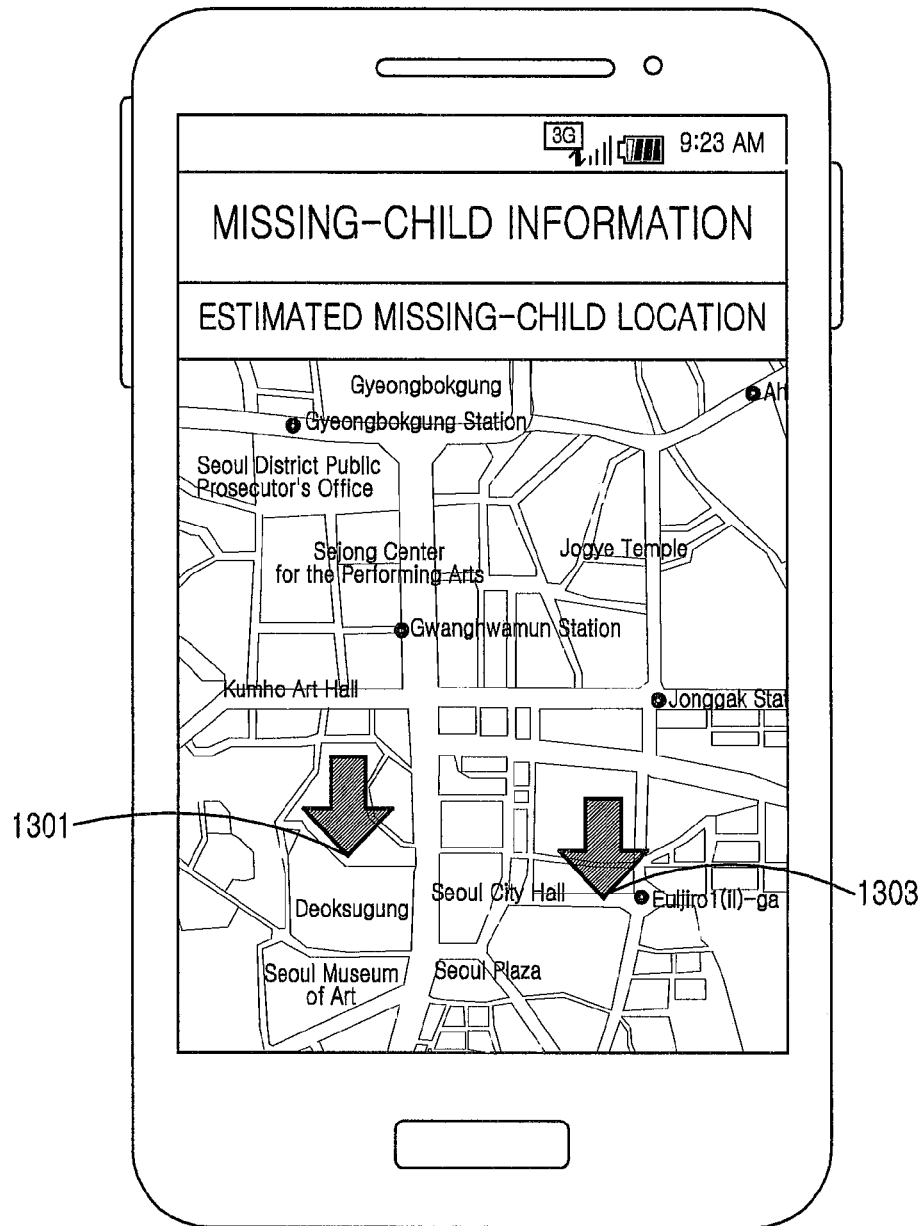 3G 9:23 AM
MISSING-CHILD INFORMATION
ESTIMATED MISSING-CHILD LOCATION
Gyeongbokgung
Ah
Gyeongbokgung Station
Seoul District Public
Prosecutor's Office
Sejong Center
for the Performing Arts
Jogye Temple
Gwanghwamun Station
Kumho Art Hall
Jonggak Stat
1301
1303
Seoul City Hall
Euljiro1(il)-ga
Deoksugung
Seoul Museum
of Art
Seoul Plaza